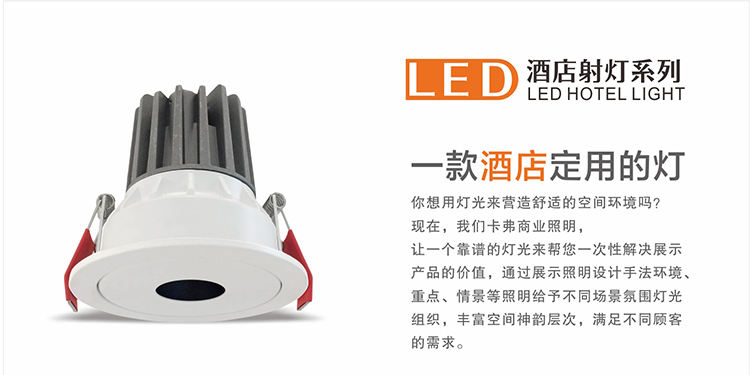 LED 酒店射灯系列
LED HOTEL LIGHT
一款酒店定用的灯
你想用灯光来营造舒适的空间环境吗?
现在，我们卡弗商业照明，
让一个靠谱的灯光来帮您一次性解决展示
产品的价值，通过展示照明设计手法环境、
重点、情景等照明给予不同场景氛围灯光
组织，丰富空间神韵层次，满足不同顾客
的需求。